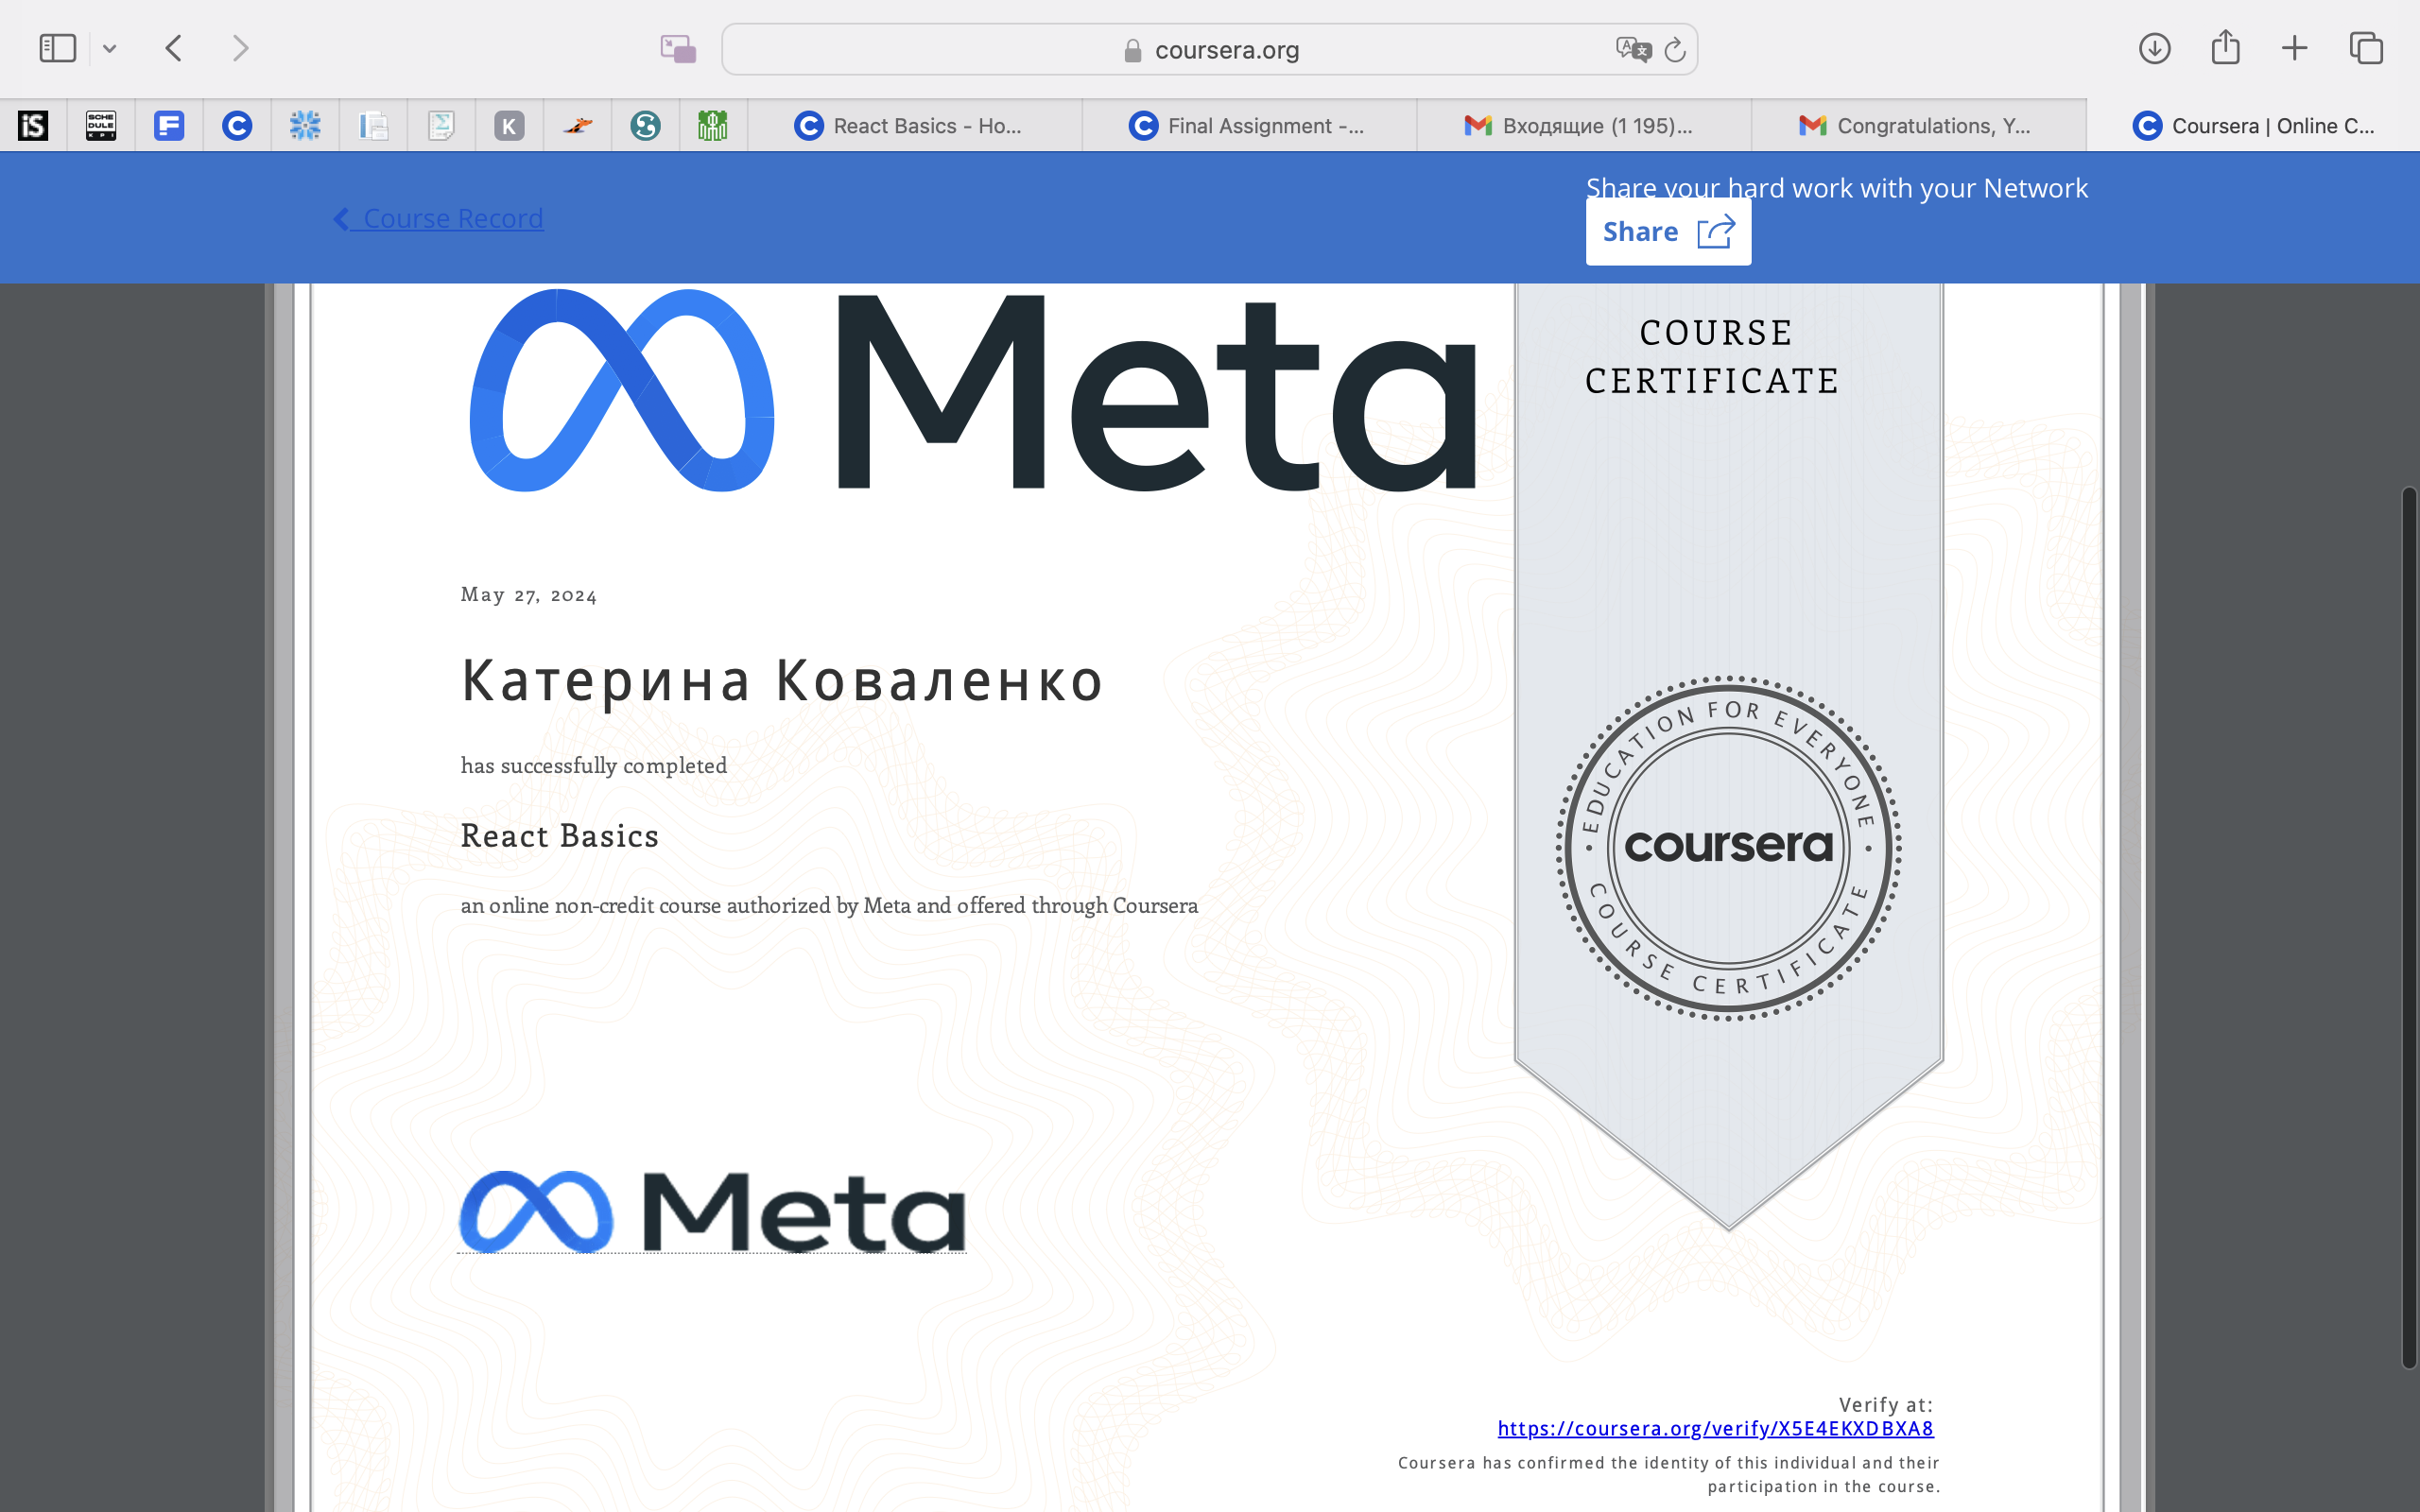 coursera.org
iS
SCHE
DULE
K P I
F
C
K
React Basics - Ho...
Final Assignment -...
Входящие (1 195)...
Congratulations, Y...
Coursera | Online C...
Course Record
Share your hard work with your Network
Share
Meta
COURSE
CERTIFICATE
May 27, 2024
Катерина Коваленко
has successfully completed
React Basics
an online non-credit course authorized by Meta and offered through Coursera
EDUCATION FOR EVERYONE
coursera
COURSE CERTIFICATE
Meta
Verify at:
https://coursera.org/verify/X5E4EKXDBXA8
Coursera has confirmed the identity of this individual and their
participation in the course.